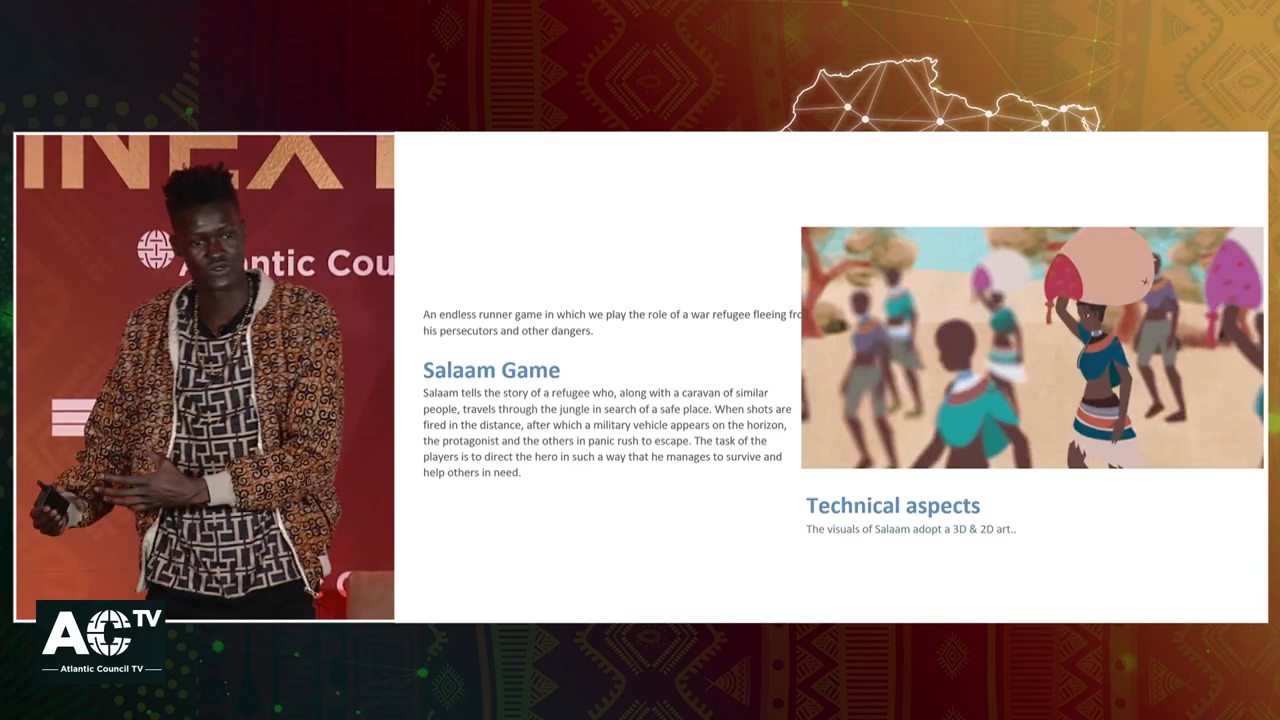 INEXT
Atlantic Cou
An endless runner game in which we play the role of a war refugee fleeing fro
his persecutors and other dangers.
Salaam Game
Salaam tells the story of a refugee who, along with a caravan of similar
people, travels through the jungle in search of a safe place. When shots are
fired in the distance, after which a military vehicle appears on the horizon,
the protagonist and the others in panic rush to escape. The task of the
players is to direct the hero in such a way that he manages to survive and
help others in need.
Technical aspects
The visuals of Salaam adopt a 3D & 2D art..
AC TV
Atlantic Council TV